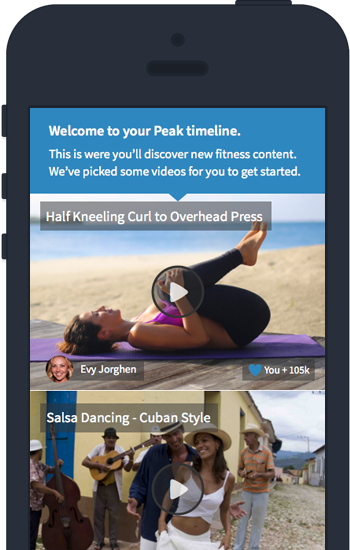 Welcome to your Peak timeline.
This is were you'll discover new fitness content.
We've picked some videos for you to get started.
Half Kneeling Curl to Overhead Press
Evy Jorghen
You + 105k
Salsa Dancing - Cuban Style